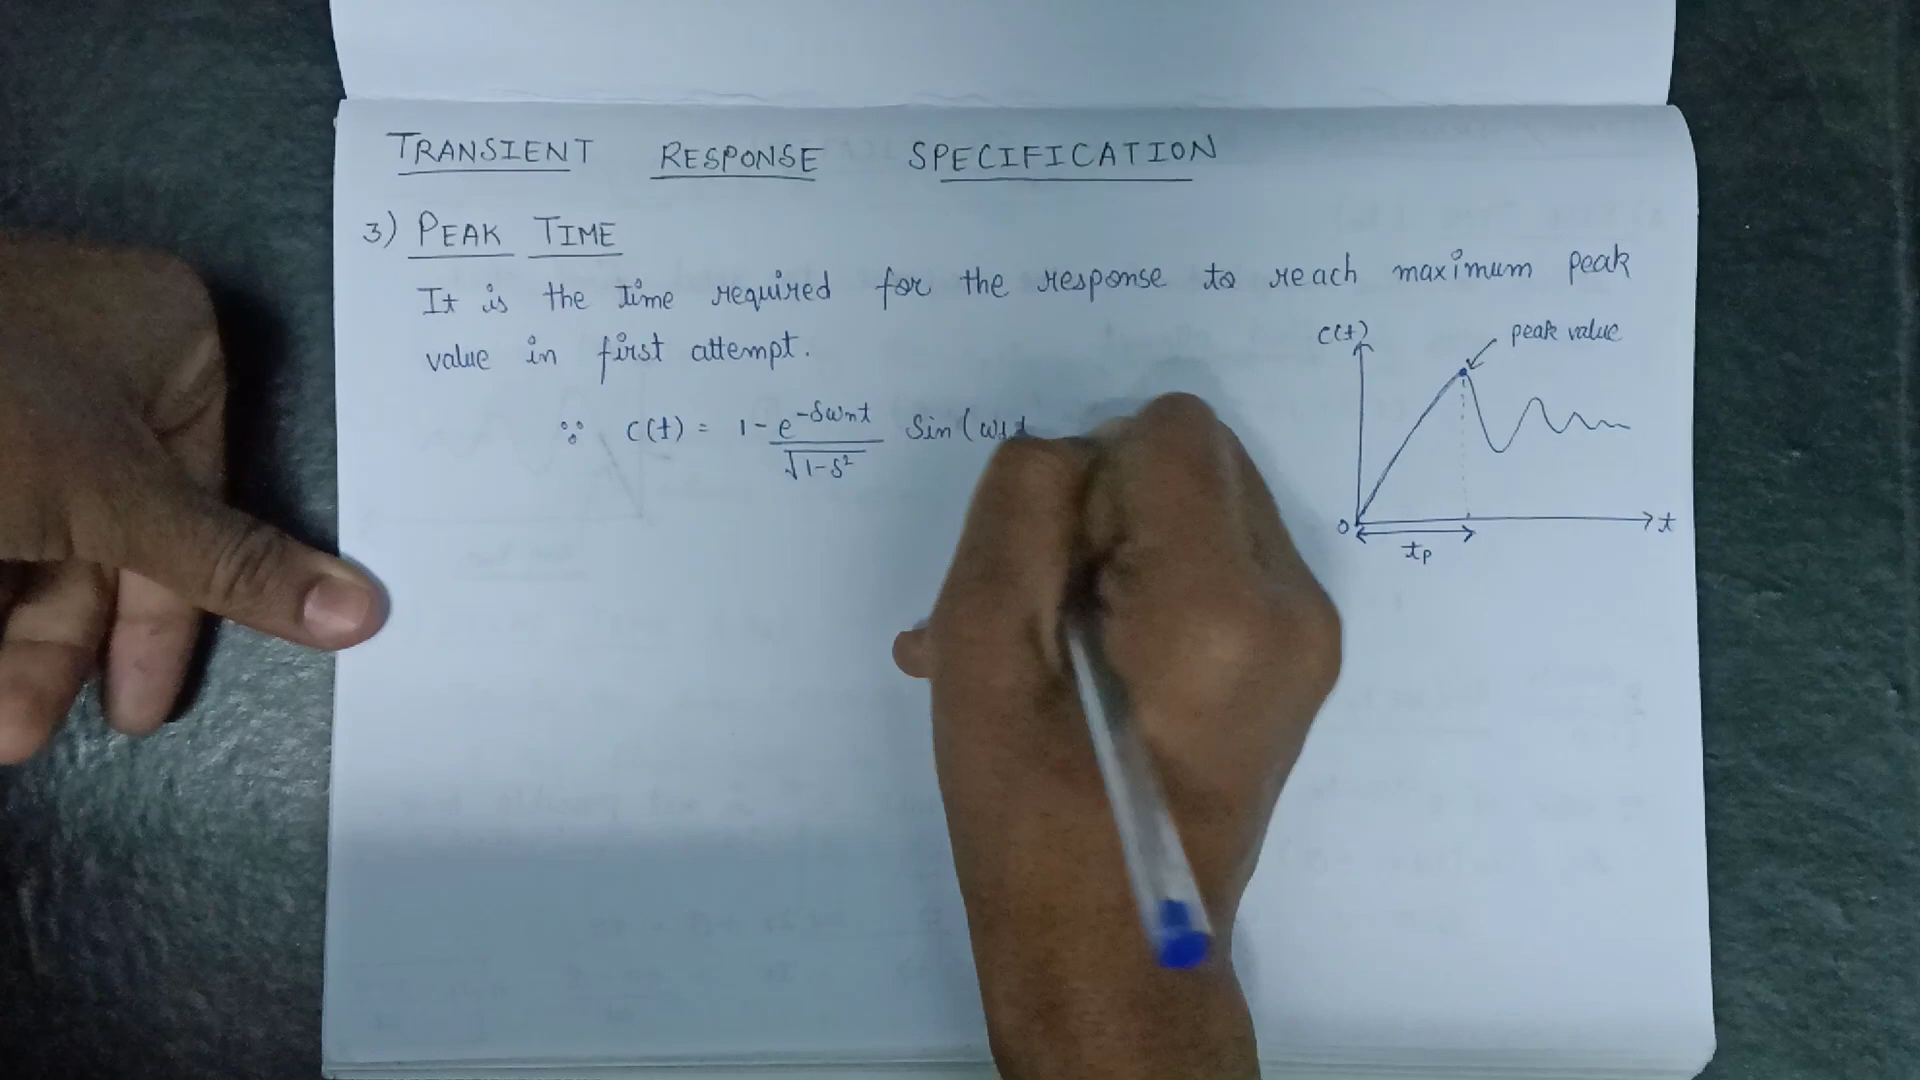 TRANSIENT RESPONSE SPECIFICATION
3) PEAK TIME
It is the time required for the response to reach maximum peak
value in first attempt.
∵ c(t) = 1 - e^-δωnt / √1-δ² Sin(ωd
c(t)
peak value
0
t
tp